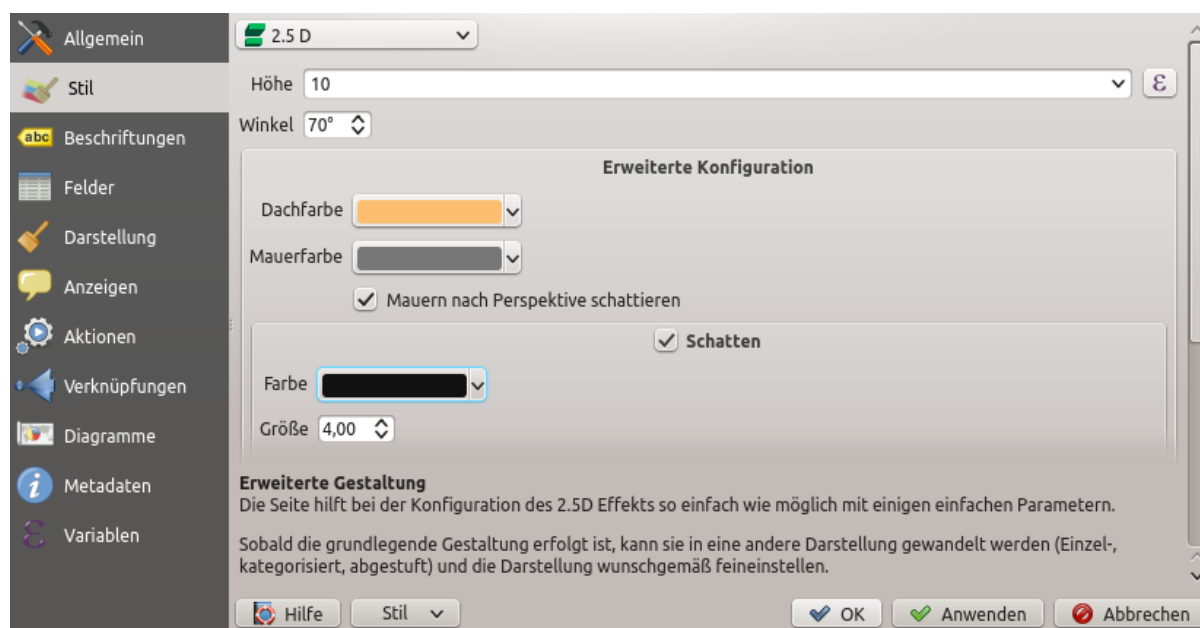 Allgemein
Stil
abc Beschriftungen
Felder
Darstellung
Anzeigen
Aktionen
Verknüpfungen
Diagramme
Metadaten
Variablen
2.5 D
Höhe 10 ε
Winkel 70°
Erweiterte Konfiguration
Dachfarbe
Mauerfarbe
Mauern nach Perspektive schattieren
Schatten
Farbe
Größe 4,00
Erweiterte Gestaltung
Die Seite hilft bei der Konfiguration des 2.5D Effekts so einfach wie möglich mit einigen einfachen Parametern.
Sobald die grundlegende Gestaltung erfolgt ist, kann sie in eine andere Darstellung gewandelt werden (Einzel-,
kategorisiert, abgestuft) und die Darstellung wunschgemäß feineinstellen.
Hilfe Stil OK Anwenden Abbrechen